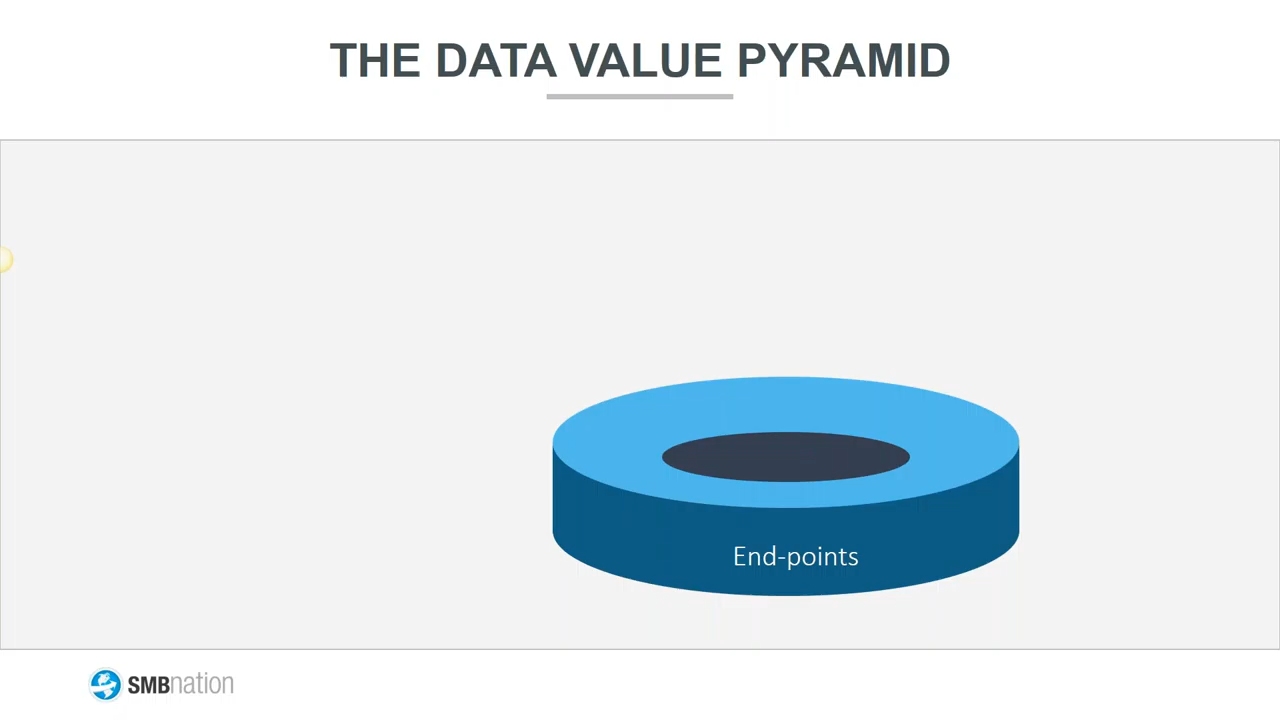 THE DATA VALUE PYRAMID
End-points
SMBnation